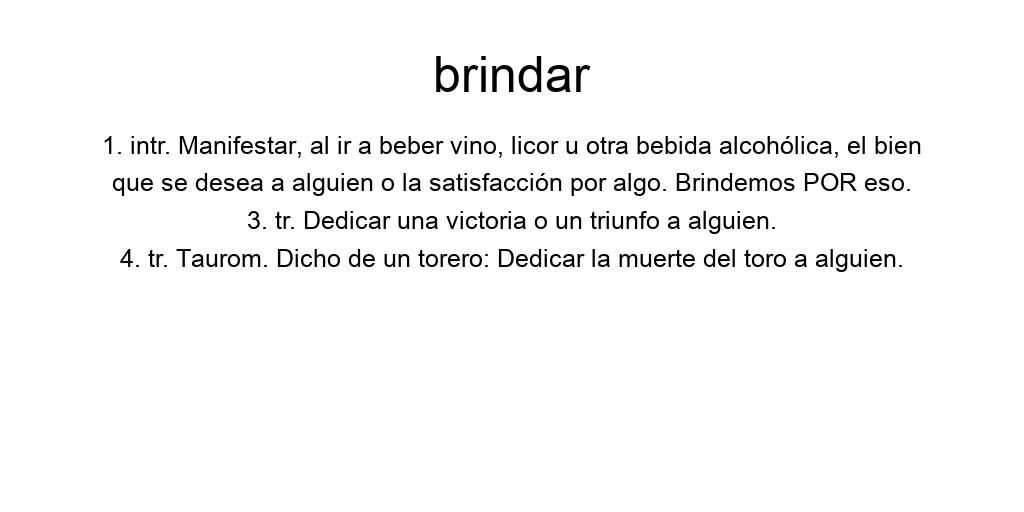 brindar
1. intr. Manifestar, al ir a beber vino, licor u otra bebida alcohólica, el bien
que se desea a alguien o la satisfacción por algo. Brindemos POR eso.
3. tr. Dedicar una victoria o un triunfo a alguien.
4. tr. Taurom. Dicho de un torero: Dedicar la muerte del toro a alguien.